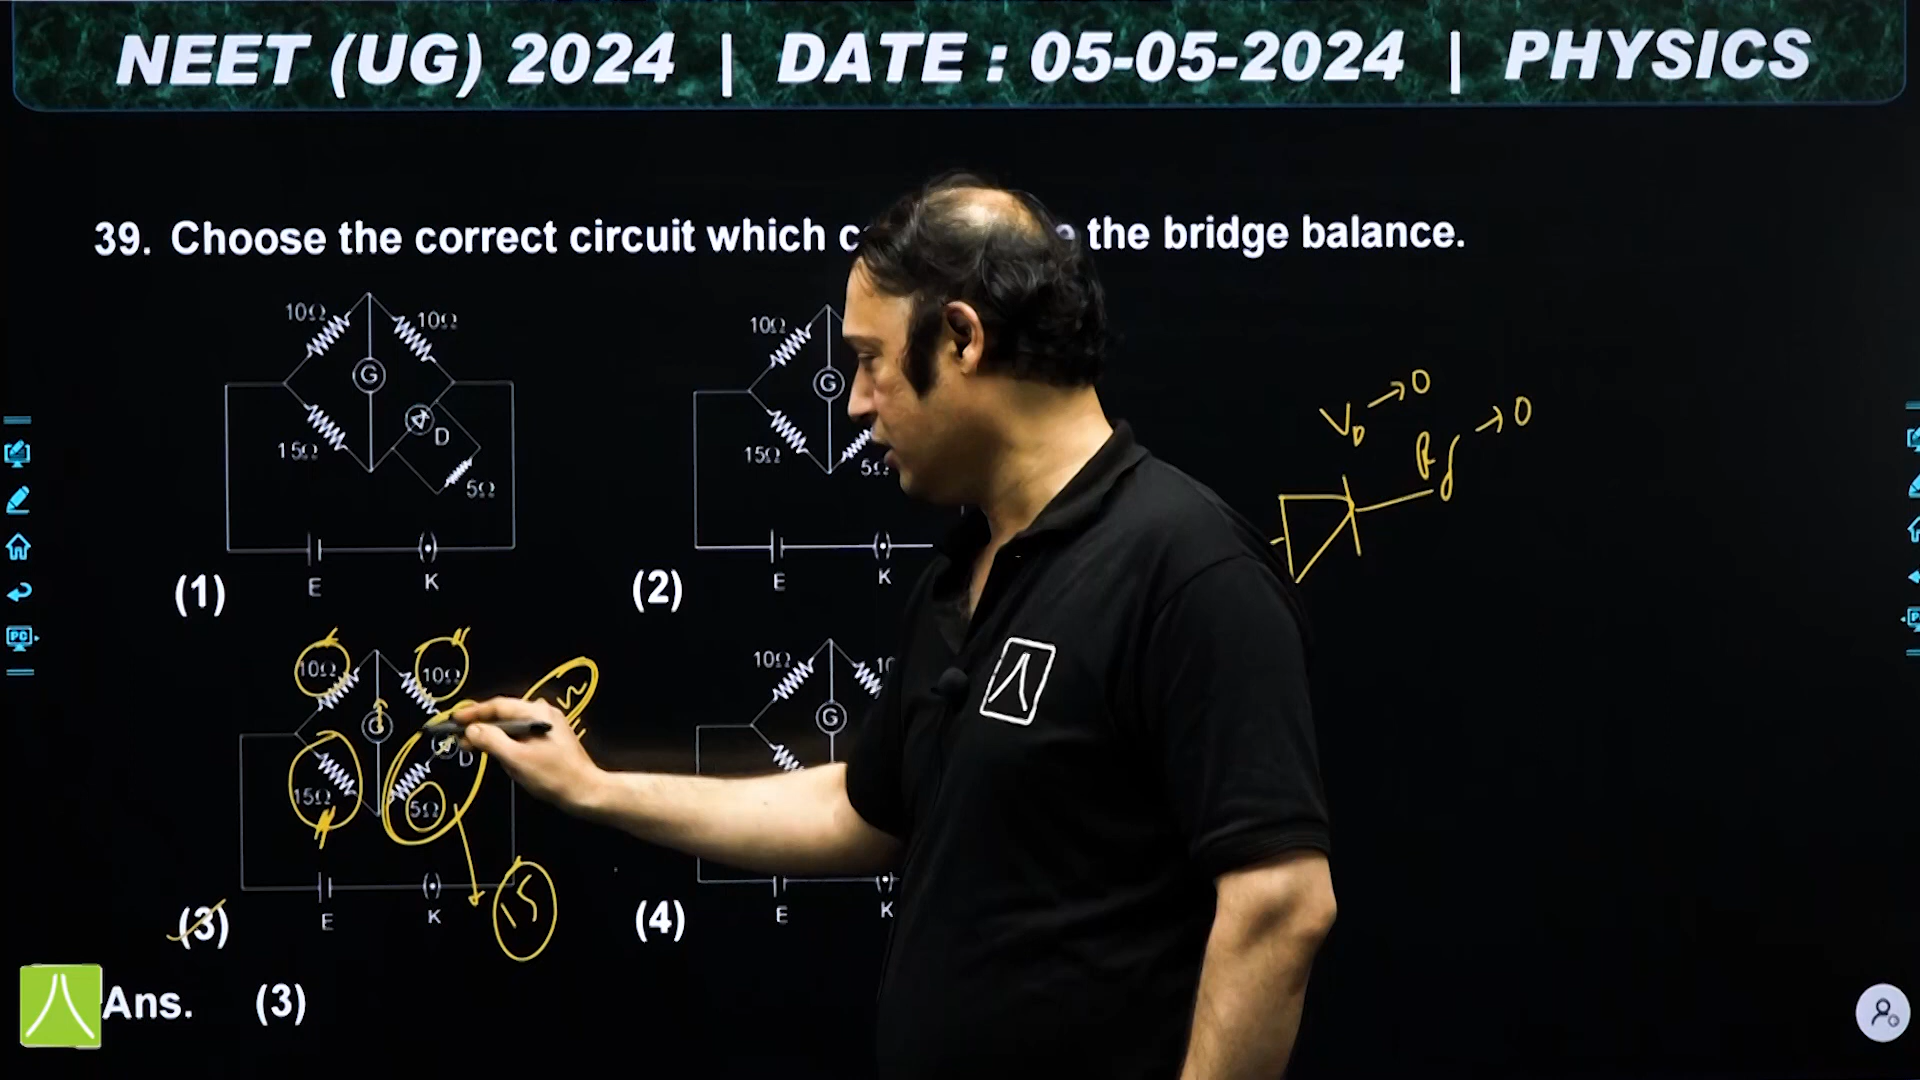 NEET (UG) 2024 | DATE : 05-05-2024 | PHYSICS
39. Choose the correct circuit which the bridge balance.
10Ω 10Ω
G
D
15Ω
5Ω
E K
(1)
10Ω
G
15Ω
5Ω
E K
(2)
10Ω 10Ω
G
D
15Ω
5Ω
E K
(3)
15
10Ω 10
G
E K
(4)
V_D → 0
R_f → 0
Ans. (3)
PC